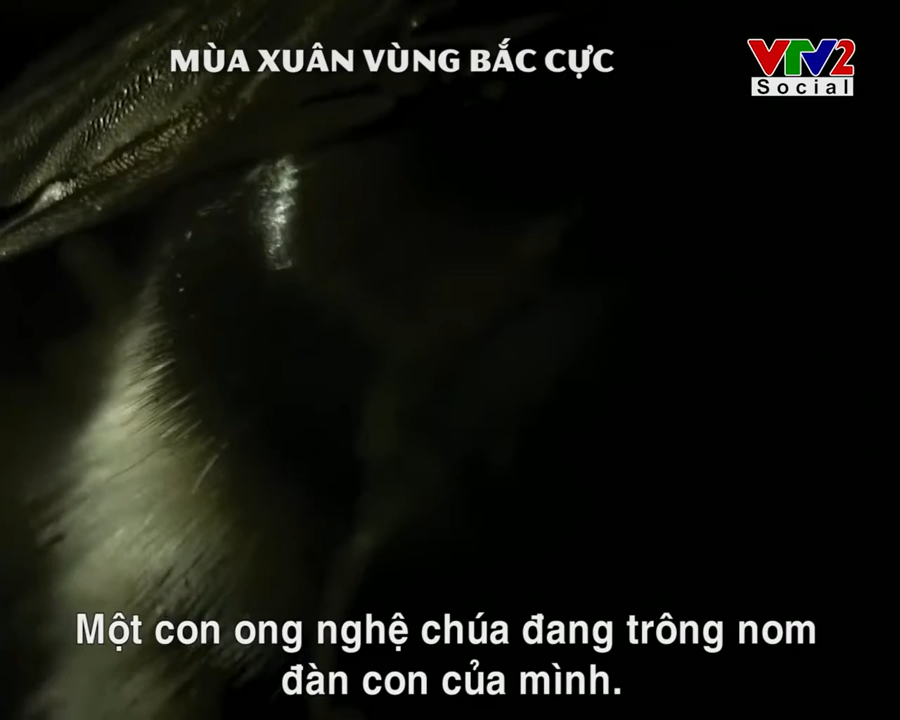 MÙA XUÂN VÙNG BẮC CỰC
VTV2
Social
Một con ong nghệ chúa đang trông nom
đàn con của mình.